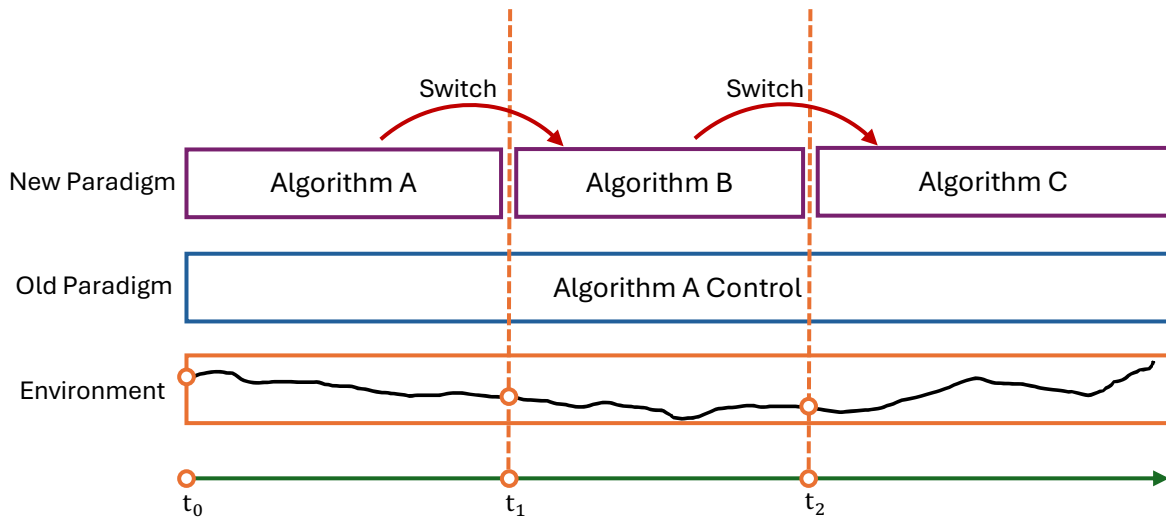 Switch
Switch
New Paradigm
Algorithm A
Algorithm B
Algorithm C
Old Paradigm
Algorithm A Control
Environment
t₀
t₁
t₂